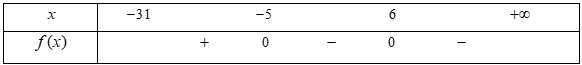 x −31 −5 6 +∞
f(x) + 0 − 0 −